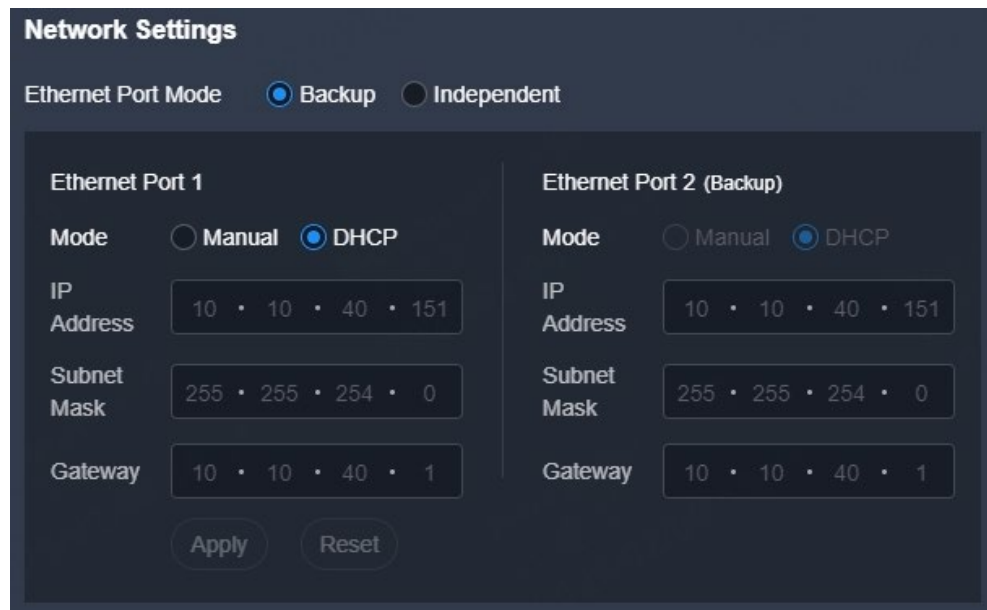 Network Settings
Ethernet Port Mode Backup Independent
Ethernet Port 1
Mode Manual DHCP
IP Address 10 • 10 • 40 • 151
Subnet Mask 255 • 255 • 254 • 0
Gateway 10 • 10 • 40 • 1
Apply Reset
Ethernet Port 2 (Backup)
Mode Manual DHCP
IP Address 10 • 10 • 40 • 151
Subnet Mask 255 • 255 • 254 • 0
Gateway 10 • 10 • 40 • 1